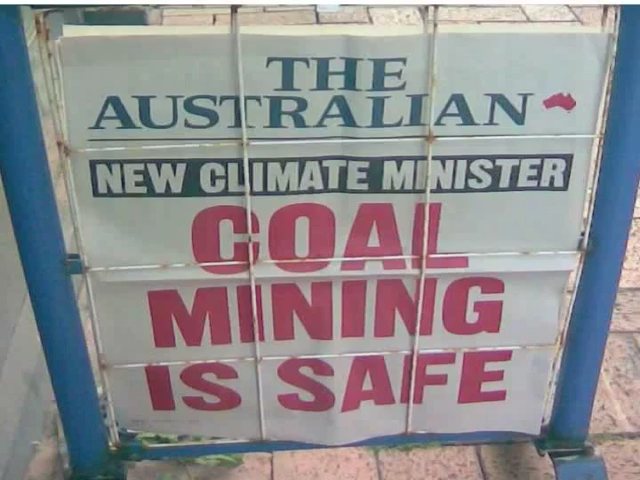 THE
AUSTRALIAN
NEW CLIMATE MINISTER
COAL
MINING
IS SAFE